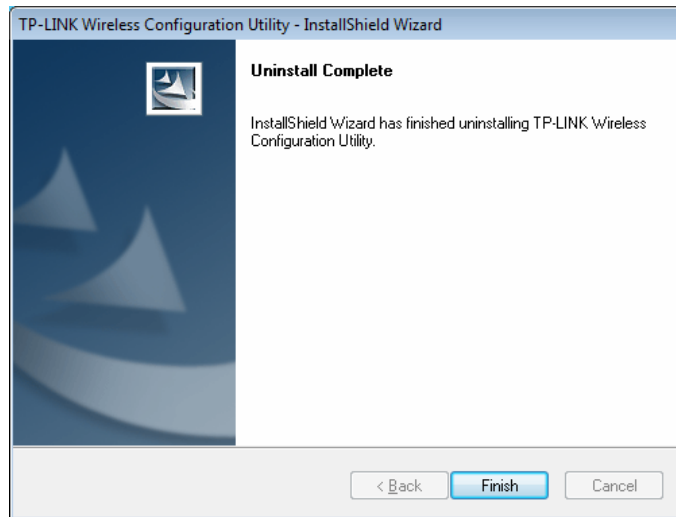 TP-LINK Wireless Configuration Utility - InstallShield Wizard
Uninstall Complete
InstallShield Wizard has finished uninstalling TP-LINK Wireless
Configuration Utility.
< Back
Finish
Cancel